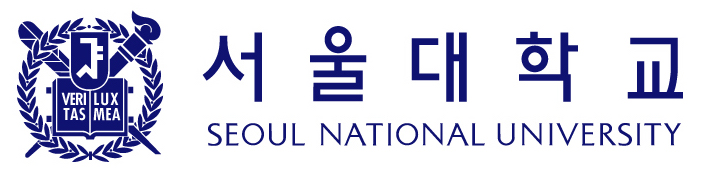 VERI LUX
TAS MEA
서울대학교
SEOUL NATIONAL UNIVERSITY